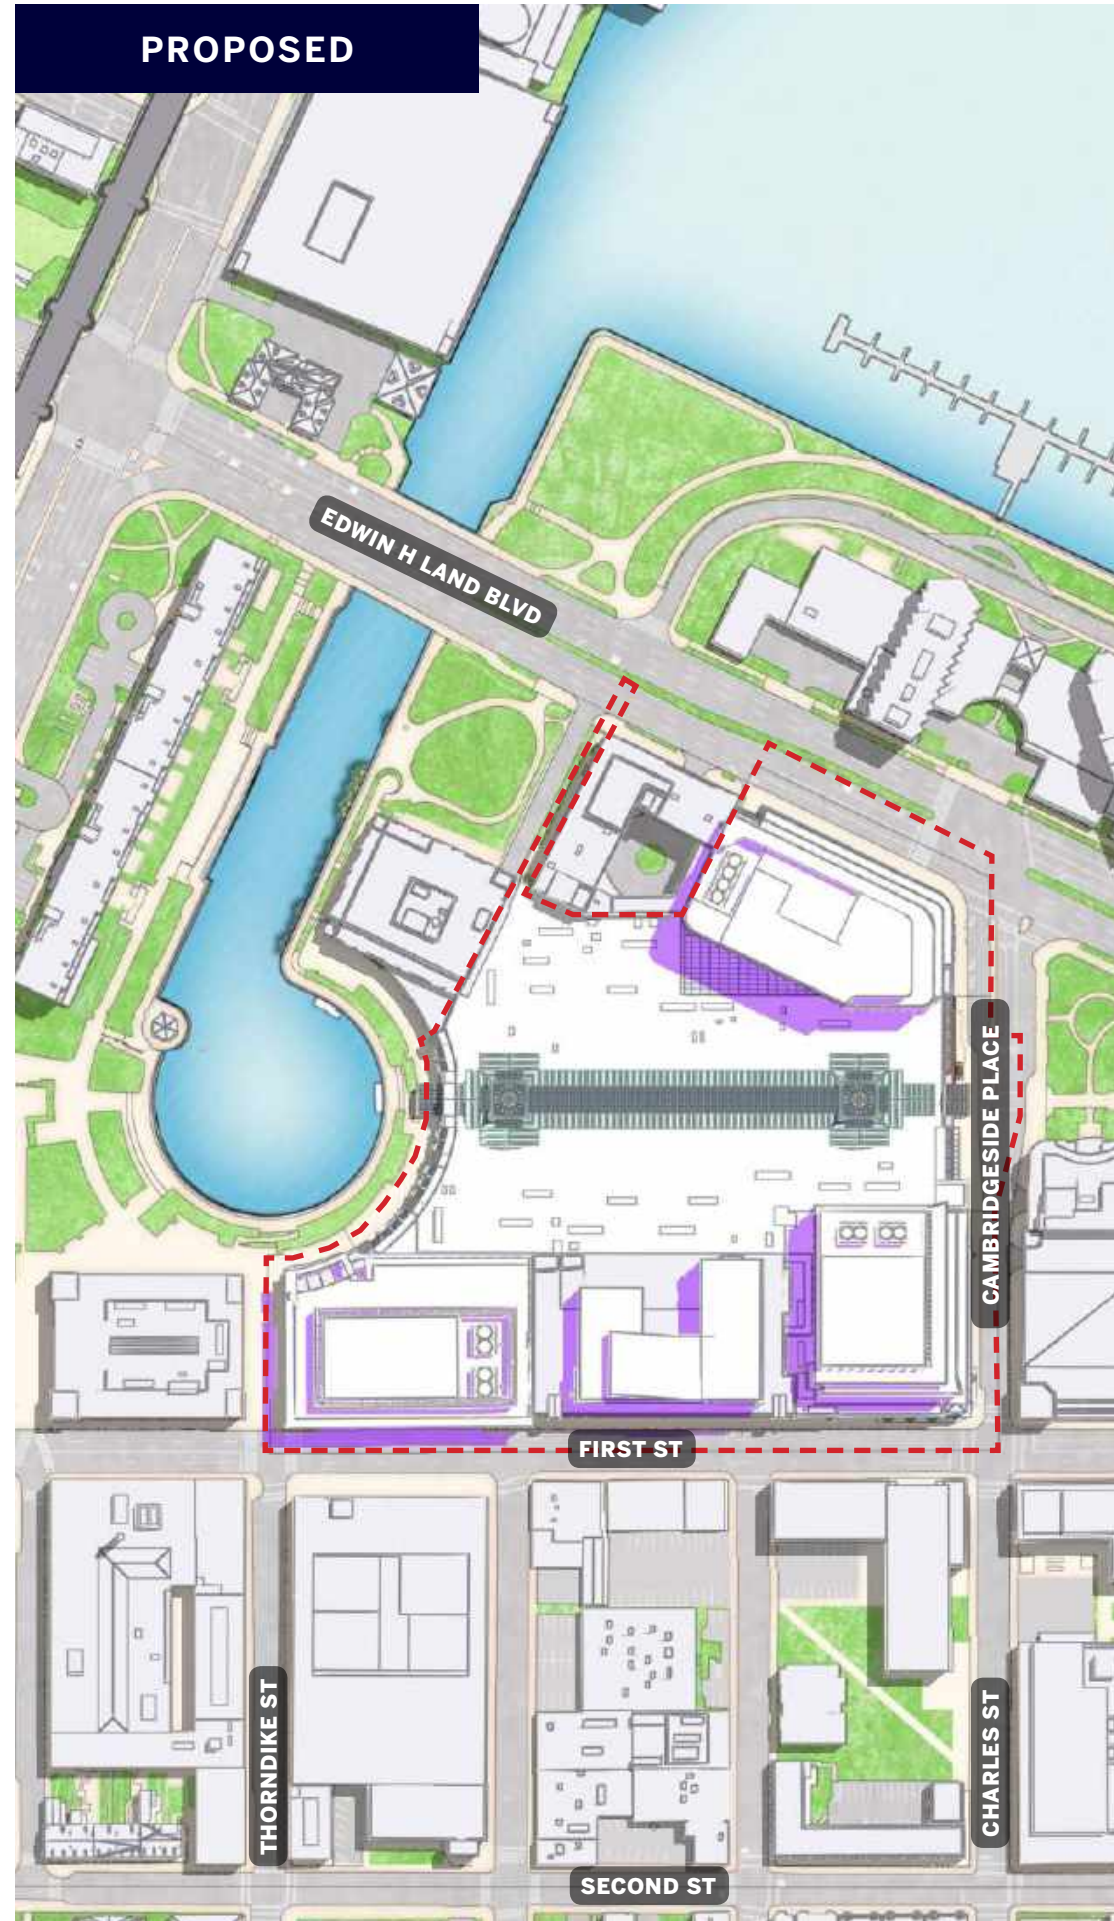 PROPOSED
EDWIN H LAND BLVD
CAMBRIDGESIDE PLACE
FIRST ST
THORNDIKE ST
CHARLES ST
SECOND ST